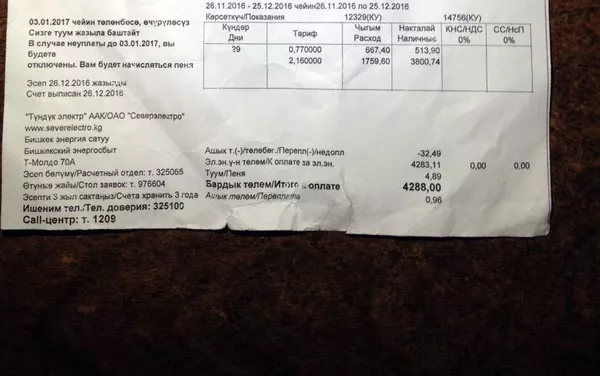 26.11.2016 - 25.12.2016 чейин26.11.2016 по 25.12.2016
03.01.2017 чейин төлөнбөсө, өчүрүлөсүз
Сизге туум жазыла баштайт
В случае неуплаты до 03.01.2017, вы
будете
отключены. Вам будет начисляться пеня
Эсеп 26.12.2016 жазылды
Счет выписан 26.12.2016
Көрсөткүч/Показания 12329(КУ) 14756(КУ)
Күндөр Дни Тариф Чыгым Расход Накталай Наличные КНС/НДС 0% ССН/НсП 0%
29 0,770000 667,40 513,90
2,160000 1759,60 3800,74
"Түндүк электр" ААК/ОАО "Северэлектро"
www.severelectro.kg
Бишкек энергия сатуу
Бишкекский энергосбыт
Т-Молдо 70А
Эсеп бөлүмү/Расчетный отдел: т. 325065
Өтүнүч жайы/Стол заявок: т. 976604
Эсепти 3 жыл сактаңыз/Счета хранить 3 года
Ишеним тел./Тел. доверия: 325100
Call-центр: т. 1209
Ашык т.(-)/төлөбөг./Перепл(-)/недопл -32,49
Эл.эн.ү-н төлөм/К оплате за эл.эн. 4283,11 0,00 0,00
Туум/Пеня 4,89
Бардык төлөм/Итого к оплате 4288,00
Ашык төлөм/Переплата 0,96